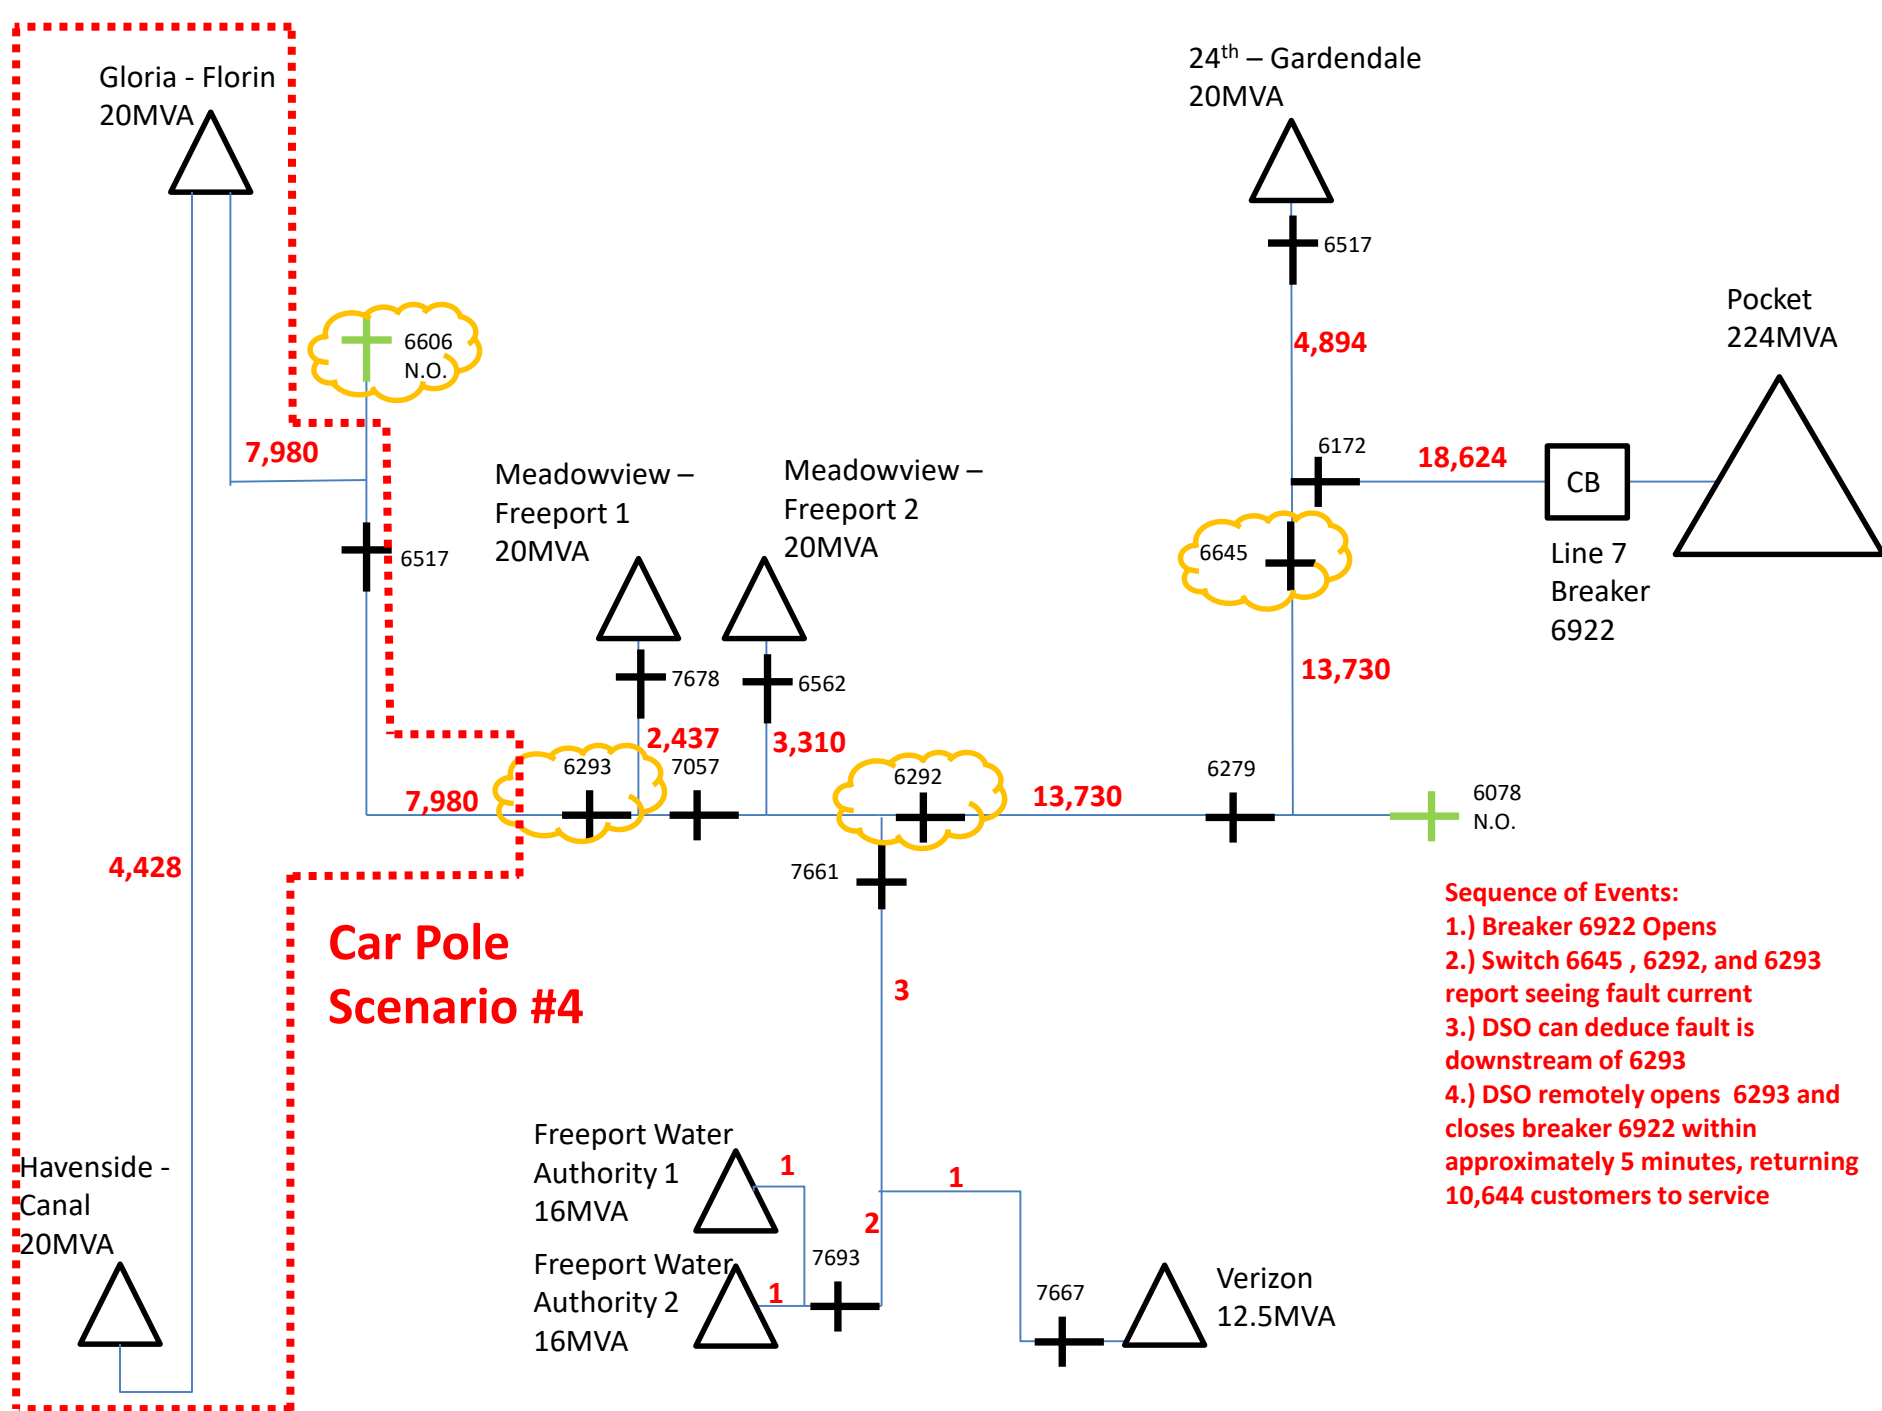 Gloria - Florin
20MVA
24th – Gardendale
20MVA
6517
Pocket
224MVA
6606
N.O.
4,894
7,980
6172
18,624
CB
Meadowview –
Freeport 1
20MVA
Meadowview –
Freeport 2
20MVA
6517
6645
Line 7
Breaker
6922
7678
6562
13,730
2,437
3,310
6293
7057
6292
6279
7,980
13,730
6078
N.O.
4,428
7661
Car Pole
Scenario #4
3
Sequence of Events:
1.) Breaker 6922 Opens
2.) Switch 6645 , 6292, and 6293
report seeing fault current
3.) DSO can deduce fault is
downstream of 6293
4.) DSO remotely opens 6293 and
closes breaker 6922 within
approximately 5 minutes, returning
10,644 customers to service
Freeport Water
Authority 1
16MVA
1
1
2
Havenside -
Canal
20MVA
Freeport Water
Authority 2
16MVA
1
7693
7667
Verizon
12.5MVA